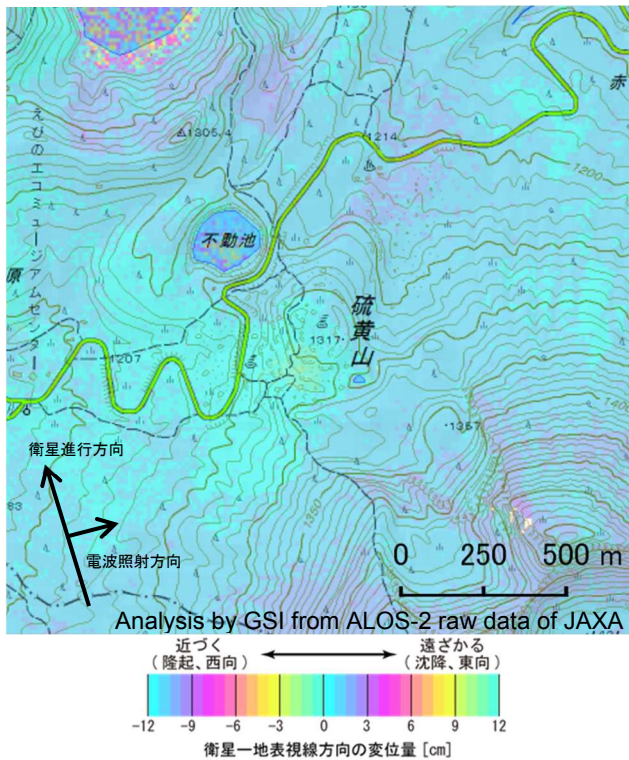 1305.4
1214
赤
1200
えびのエコミュージアムセンター
不動池
原
硫黄山
1317
1207
1367
1400
衛星進行方向
83
1350
電波照射方向
0 250 500 m
Analysis by GSI from ALOS-2 raw data of JAXA
近づく 遠ざかる
(隆起、西向) (沈降、東向)
-12 -9 -6 -3 0 3 6 9 12
衛星－地表視線方向の変位量 [cm]